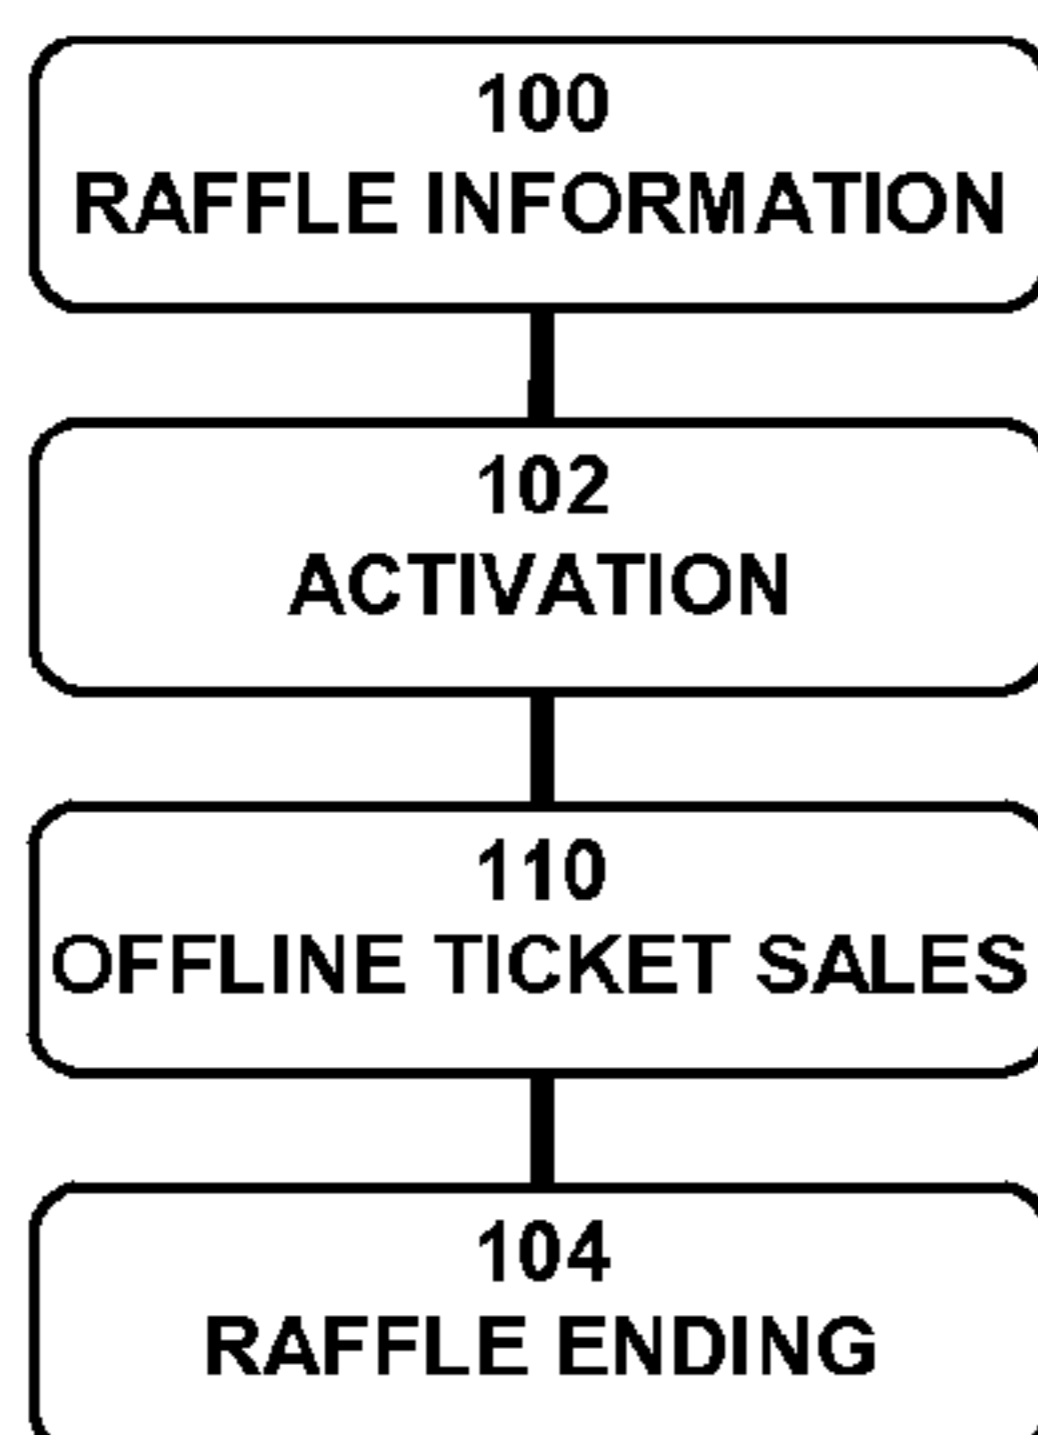 100
RAFFLE INFORMATION
102
ACTIVATION
110
OFFLINE TICKET SALES
104
RAFFLE ENDING